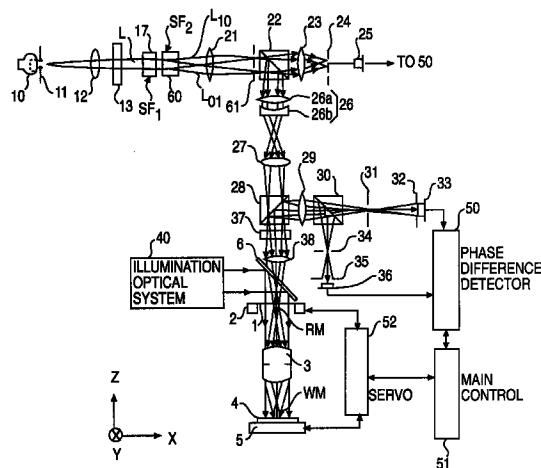 SF2 L10
L 17 21 22 23 24 25
TO 50
10 11 12 13 SF1 60 L01 61
26a
26b } 26
27 29
28 30 31 32 33
37 50
34
40 6 38 35
36
ILLUMINATION
OPTICAL
SYSTEM
PHASE
DIFFERENCE
DETECTOR
2 1 RM 52
3
SERVO
MAIN
CONTROL
WM
4
5
51
Z
Y X